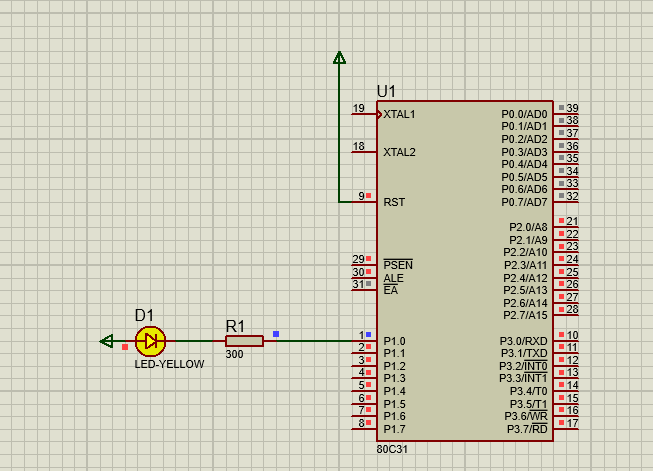 U1
19 XTAL1 P0.0/AD0 39
P0.1/AD1 38
P0.2/AD2 37
18 XTAL2 P0.3/AD3 36
P0.4/AD4 35
P0.5/AD5 34
P0.6/AD6 33
9 RST P0.7/AD7 32
P2.0/A8 21
P2.1/A9 22
P2.2/A10 23
29 PSEN P2.3/A11 24
30 ALE P2.4/A12 25
31 EA P2.5/A13 26
P2.6/A14 27
P2.7/A15 28
D1
LED-YELLOW
R1
300
1 P1.0 P3.0/RXD 10
2 P1.1 P3.1/TXD 11
3 P1.2 P3.2/INT0 12
4 P1.3 P3.3/INT1 13
5 P1.4 P3.4/T0 14
6 P1.5 P3.5/T1 15
7 P1.6 P3.6/WR 16
8 P1.7 P3.7/RD 17
80C31